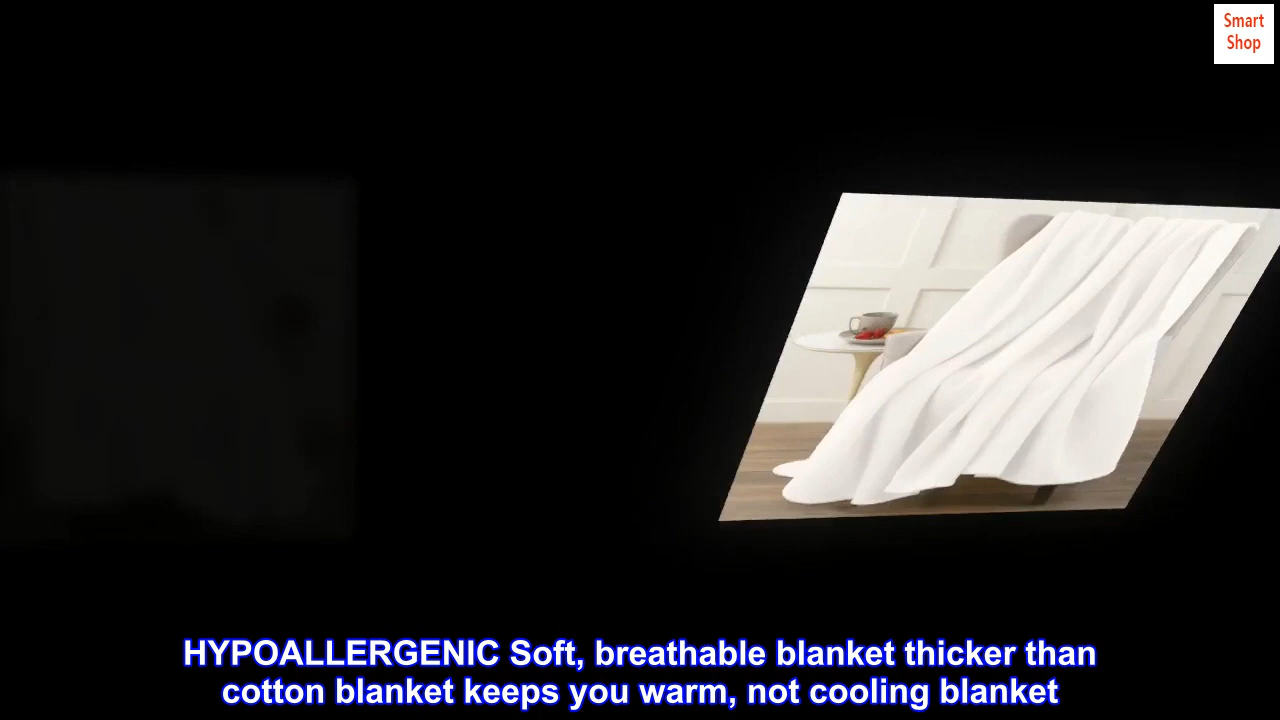 Smart
Shop
HYPOALLERGENIC Soft, breathable blanket thicker than
cotton blanket keeps you warm, not cooling blanket